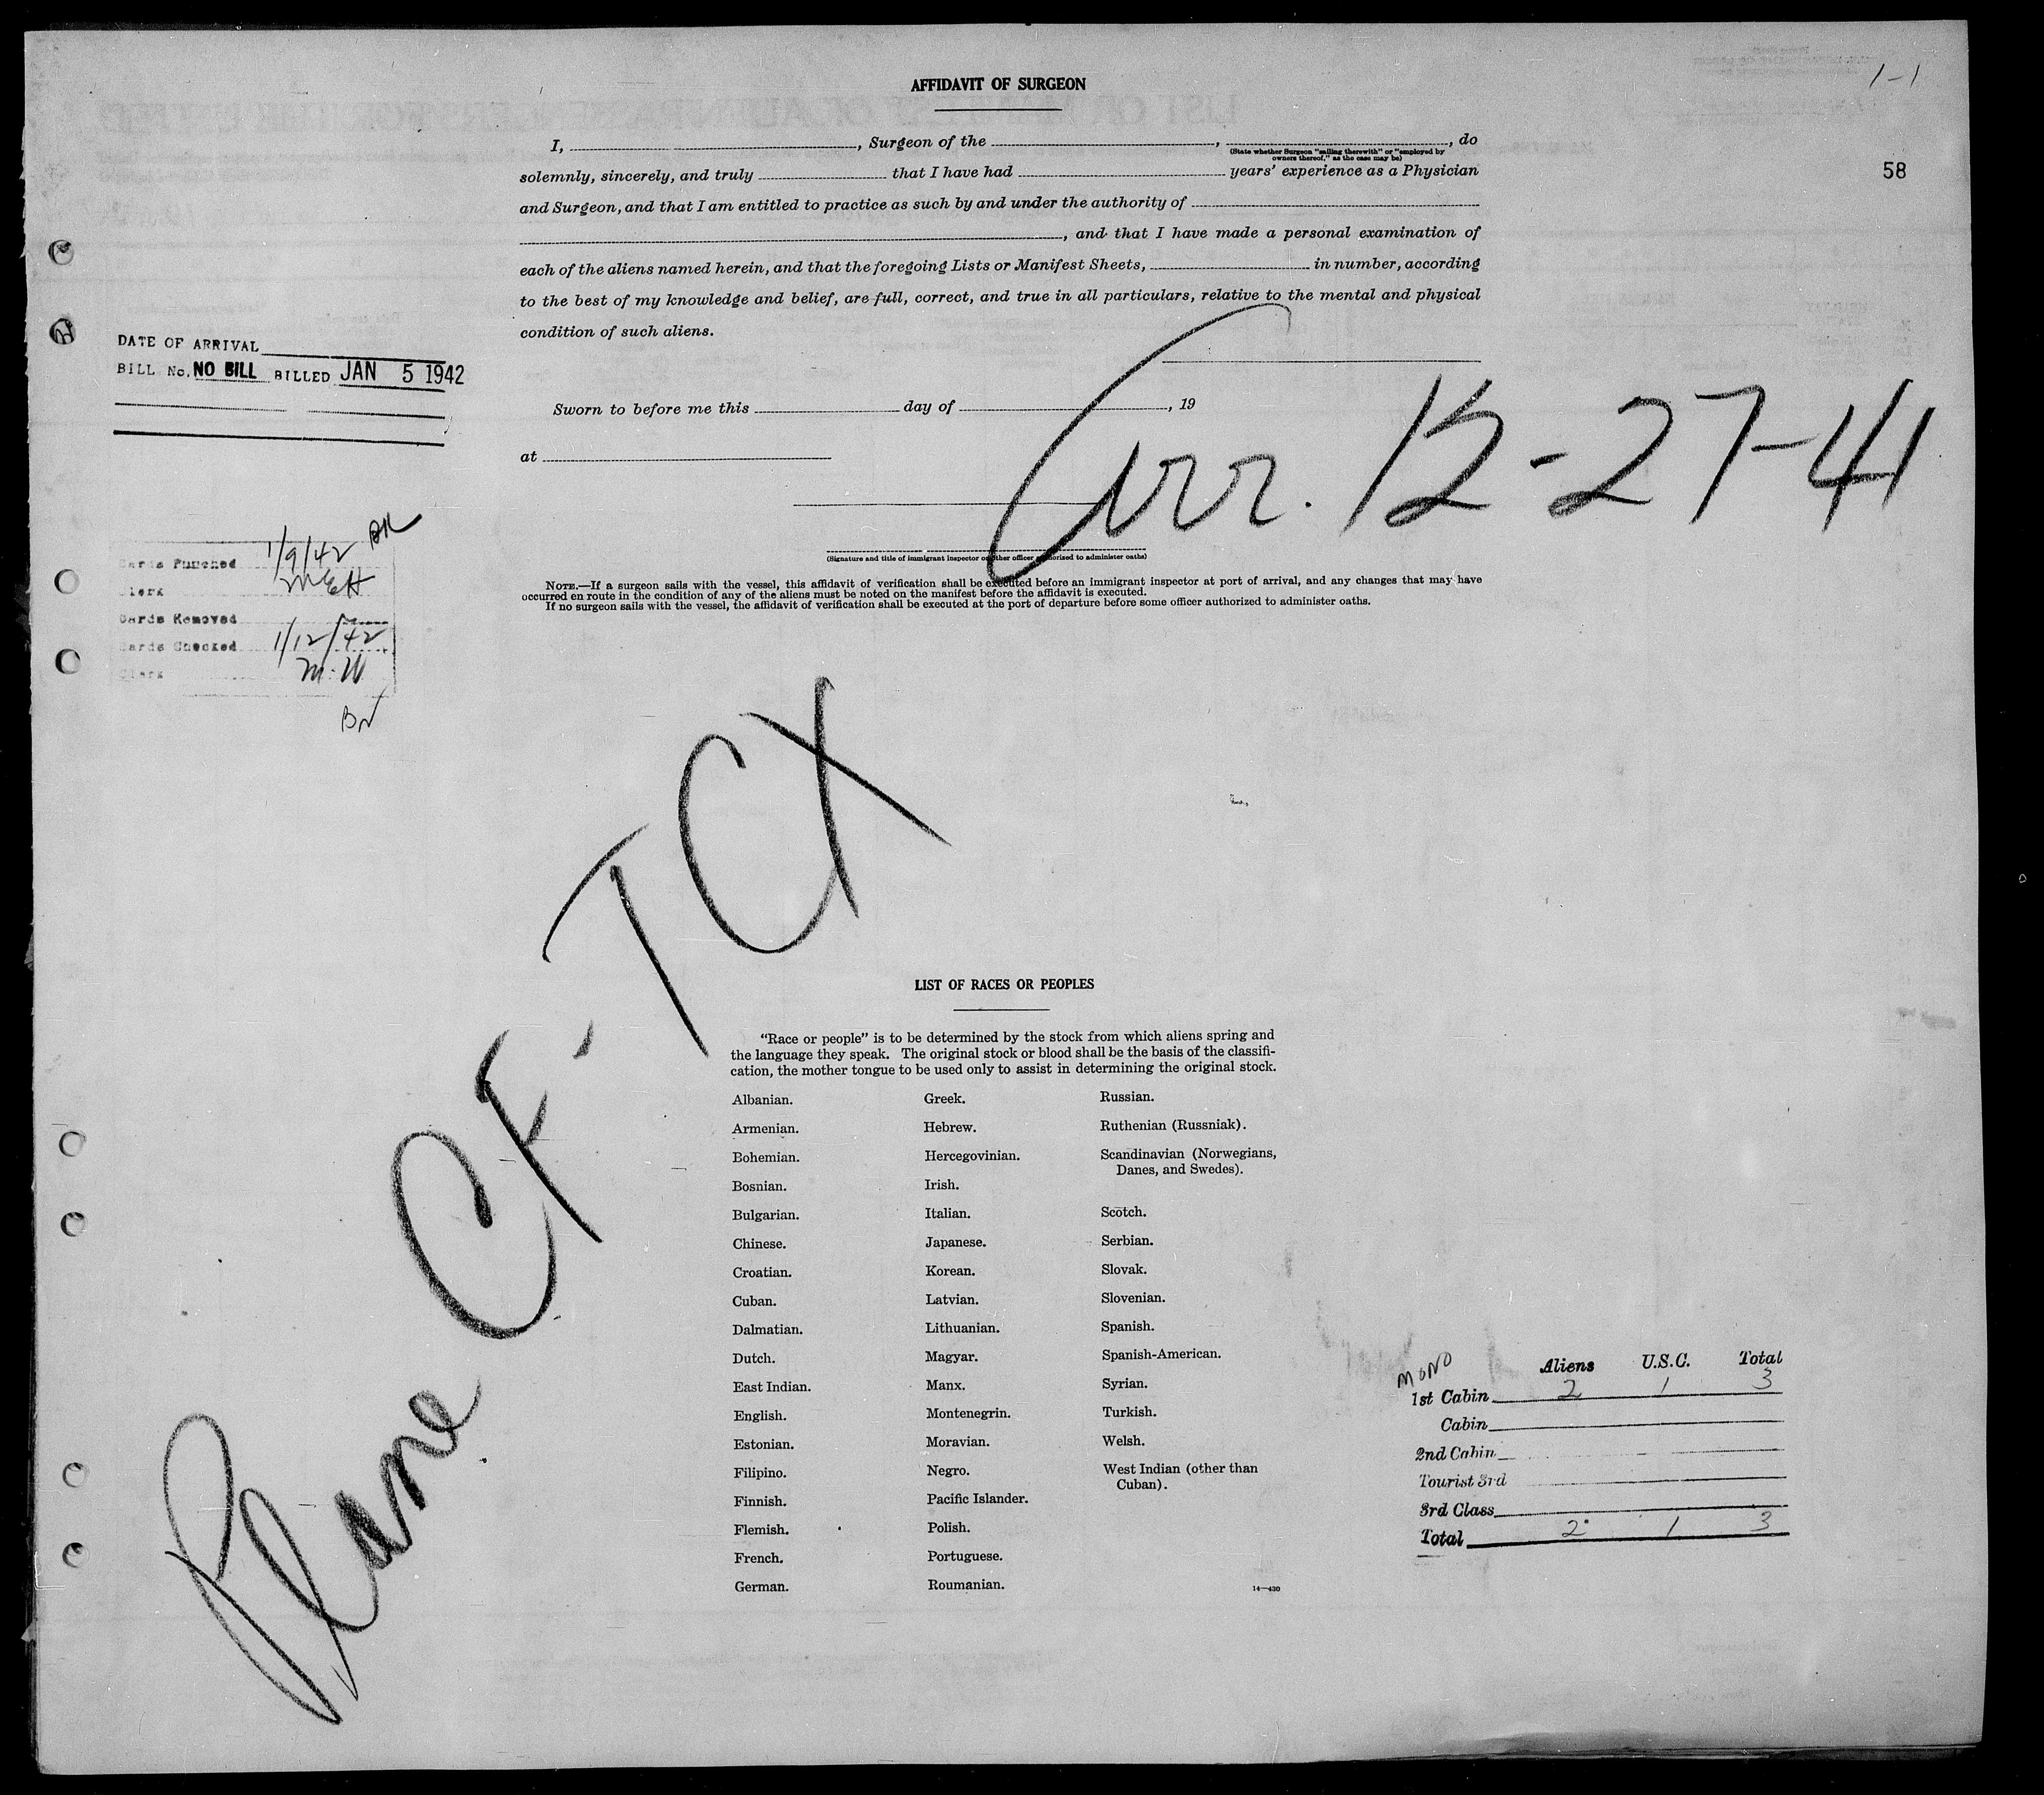 1-1
58
AFFIDAVIT OF SURGEON
I, , Surgeon of the , , do
(State whether Surgeon "sailing therewith" or "employed by
owners thereof," as the case may be)
solemnly, sincerely, and truly that I have had years' experience as a Physician
and Surgeon, and that I am entitled to practice as such by and under the authority of
, and that I have made a personal examination of
each of the aliens named herein, and that the foregoing Lists or Manifest Sheets, in number, according
to the best of my knowledge and belief, are full, correct, and true in all particulars, relative to the mental and physical
condition of such aliens.
DATE OF ARRIVAL
BILL No. NO BILL BILLED JAN 5 1942
Sworn to before me this day of , 19
at
Arr. 12-27-41
(Signature and title of immigrant inspector or other officer authorized to administer oaths)
NOTE.—If a surgeon sails with the vessel, this affidavit of verification shall be executed before an immigrant inspector at port of arrival, and any changes that may have
occurred en route in the condition of any of the aliens must be noted on the manifest before the affidavit is executed.
If no surgeon sails with the vessel, the affidavit of verification shall be executed at the port of departure before some officer authorized to administer oaths.
Cards Punched 1/9/42
Clerk
Cards Removed
Cards Checked 1/12/42
Clerk M.W
Plane CF-TCX
LIST OF RACES OR PEOPLES
"Race or people" is to be determined by the stock from which aliens spring and
the language they speak. The original stock or blood shall be the basis of the classifi-
cation, the mother tongue to be used only to assist in determining the original stock.
Albanian.
Armenian.
Bohemian.
Bosnian.
Bulgarian.
Chinese.
Croatian.
Cuban.
Dalmatian.
Dutch.
East Indian.
English.
Estonian.
Filipino.
Finnish.
Flemish.
French.
German.
Greek.
Hebrew.
Hercegovinian.
Irish.
Italian.
Japanese.
Korean.
Latvian.
Lithuanian.
Magyar.
Manx.
Montenegrin.
Moravian.
Negro.
Pacific Islander.
Polish.
Portuguese.
Roumanian.
Russian.
Ruthenian (Russniak).
Scandinavian (Norwegians,
Danes, and Swedes).
Scotch.
Serbian.
Slovak.
Slovenian.
Spanish.
Spanish-American.
Syrian.
Turkish.
Welsh.
West Indian (other than
Cuban).
14—430
MONO Aliens U.S.C. Total
1st Cabin 2 1 3
Cabin
2nd Cabin
Tourist 3rd
3rd Class
Total 2 1 3